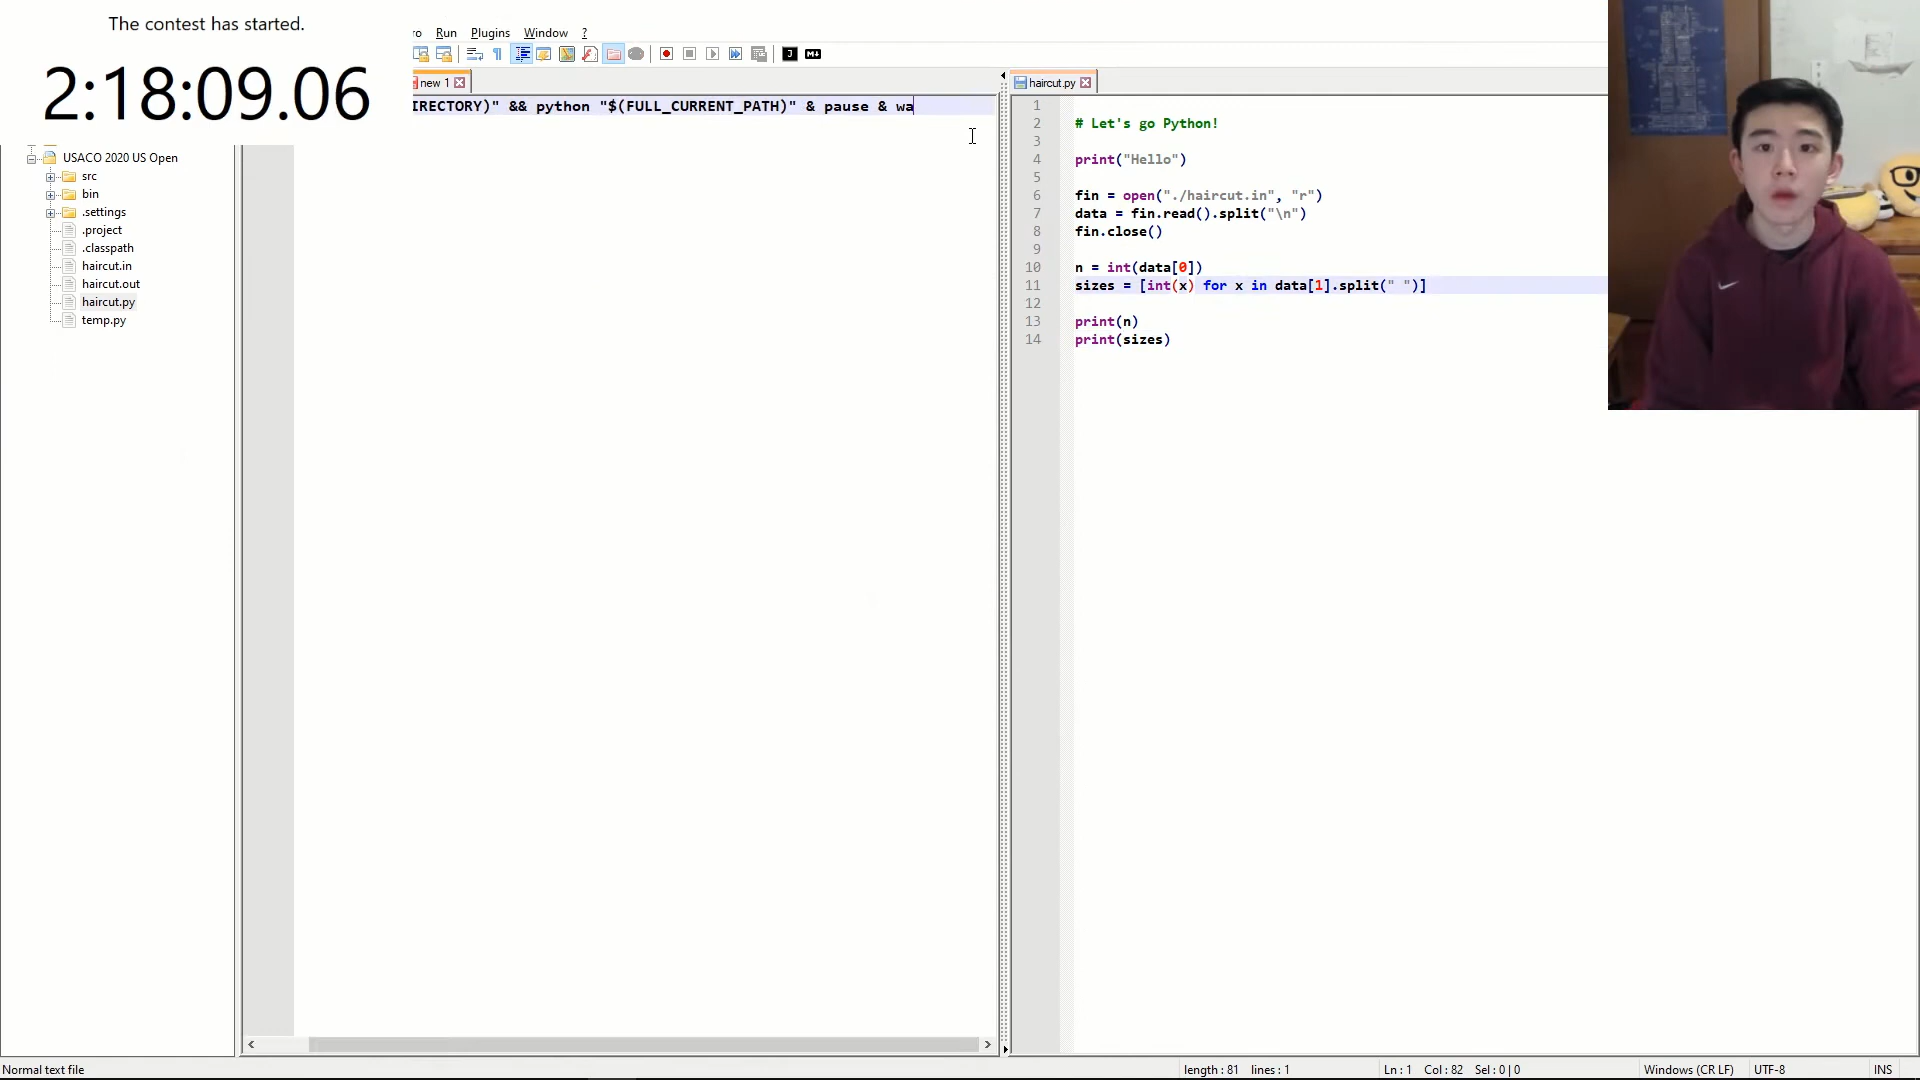 The contest has started.
2:18:09.06
ro Run Plugins Window ?
new 1
haircut.py
IRECTORY)" && python "$(FULL_CURRENT_PATH)" & pause & wa
USACO 2020 US Open
src
bin
.settings
.project
.classpath
haircut.in
haircut.out
haircut.py
temp.py
1
2 # Let's go Python!
3
4 print("Hello")
5
6 fin = open("./haircut.in", "r")
7 data = fin.read().split("\n")
8 fin.close()
9
10 n = int(data[0])
11 sizes = [int(x) for x in data[1].split(" ")]
12
13 print(n)
14 print(sizes)
Normal text file
length : 81 lines : 1
Ln : 1 Col : 82 Sel : 0 | 0
Windows (CR LF)
UTF-8
INS